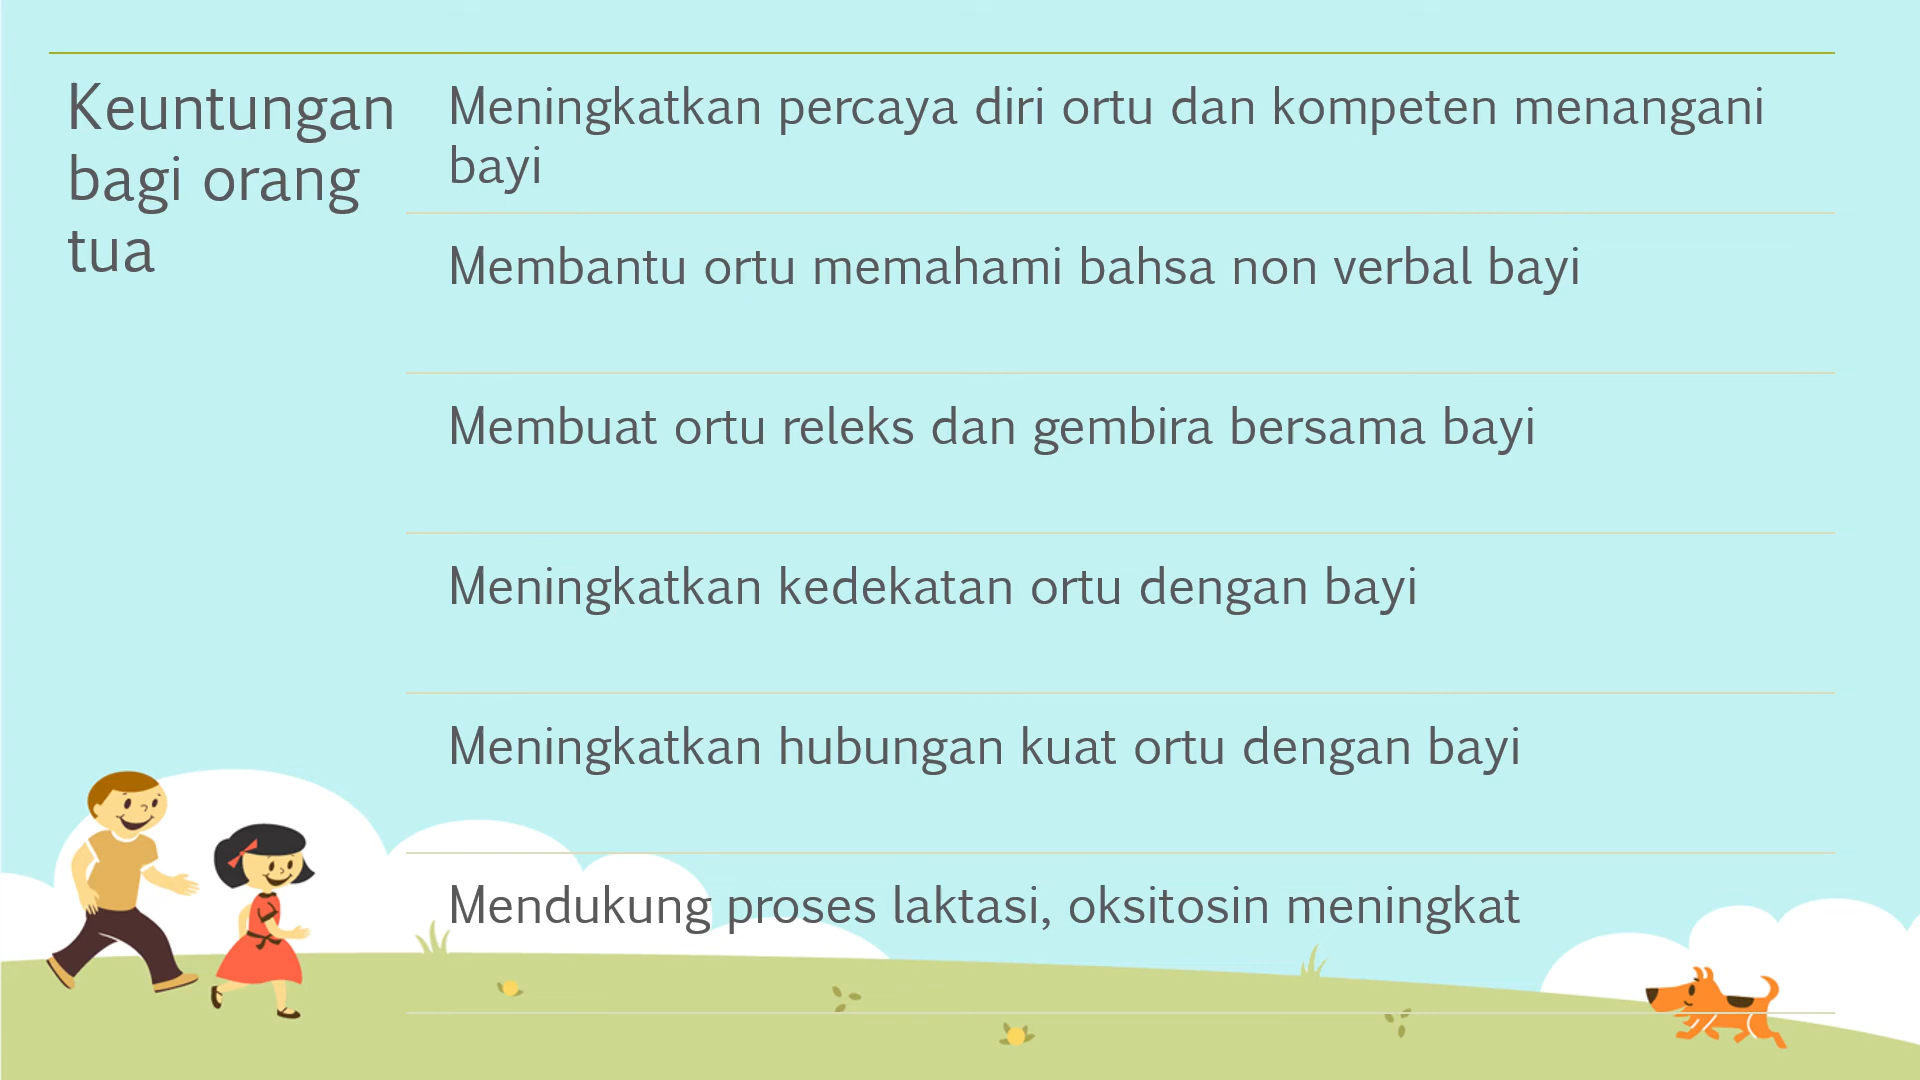 Keuntungan
bagi orang
tua
Meningkatkan percaya diri ortu dan kompeten menangani
bayi
Membantu ortu memahami bahsa non verbal bayi
Membuat ortu releks dan gembira bersama bayi
Meningkatkan kedekatan ortu dengan bayi
Meningkatkan hubungan kuat ortu dengan bayi
Mendukung proses laktasi, oksitosin meningkat